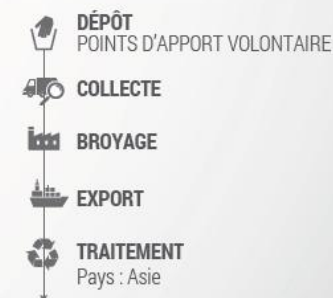 DÉPÔT
POINTS D'APPORT VOLONTAIRE
COLLECTE
BROYAGE
EXPORT
TRAITEMENT
Pays : Asie